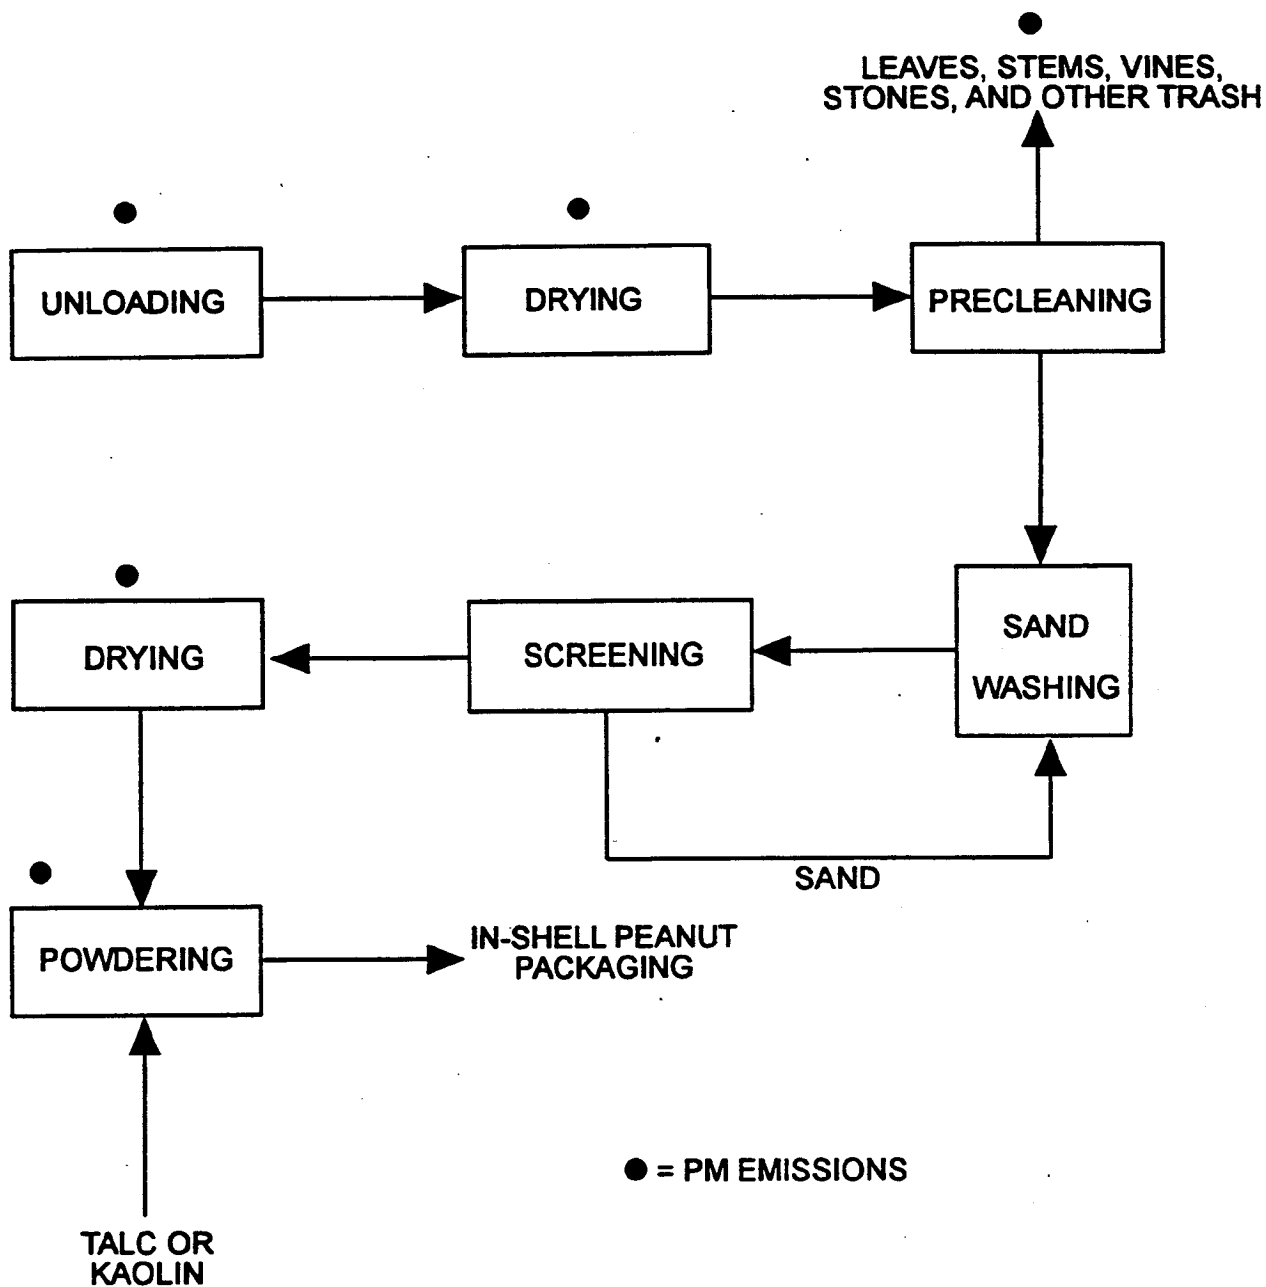 LEAVES, STEMS, VINES,
STONES, AND OTHER TRASH
UNLOADING
DRYING
PRECLEANING
DRYING
SCREENING
SAND
WASHING
SAND
POWDERING
IN-SHELL PEANUT
PACKAGING
● = PM EMISSIONS
TALC OR
KAOLIN